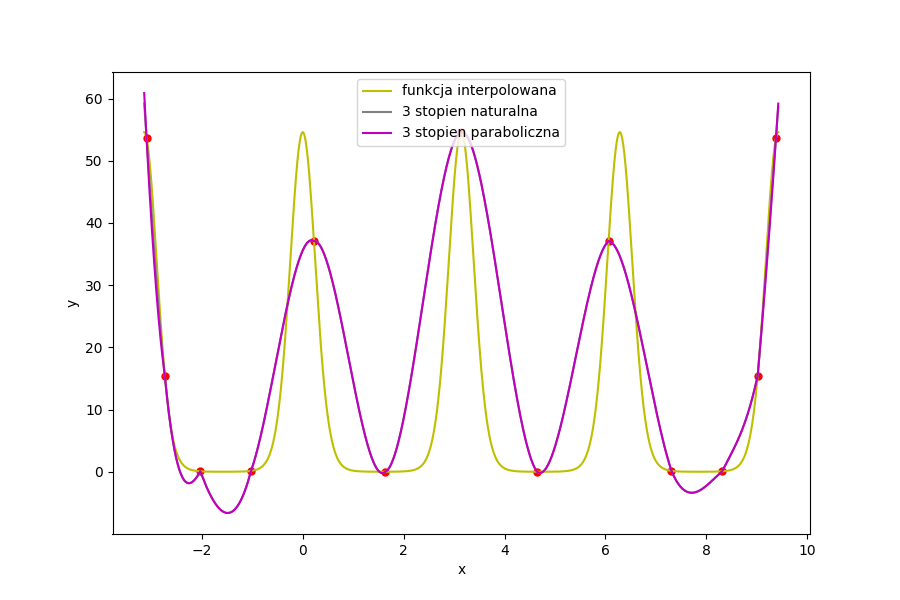 funkcja interpolowana
3 stopien naturalna
3 stopien paraboliczna
60
50
40
30
20
10
0
y
−2 0 2 4 6 8 10
x